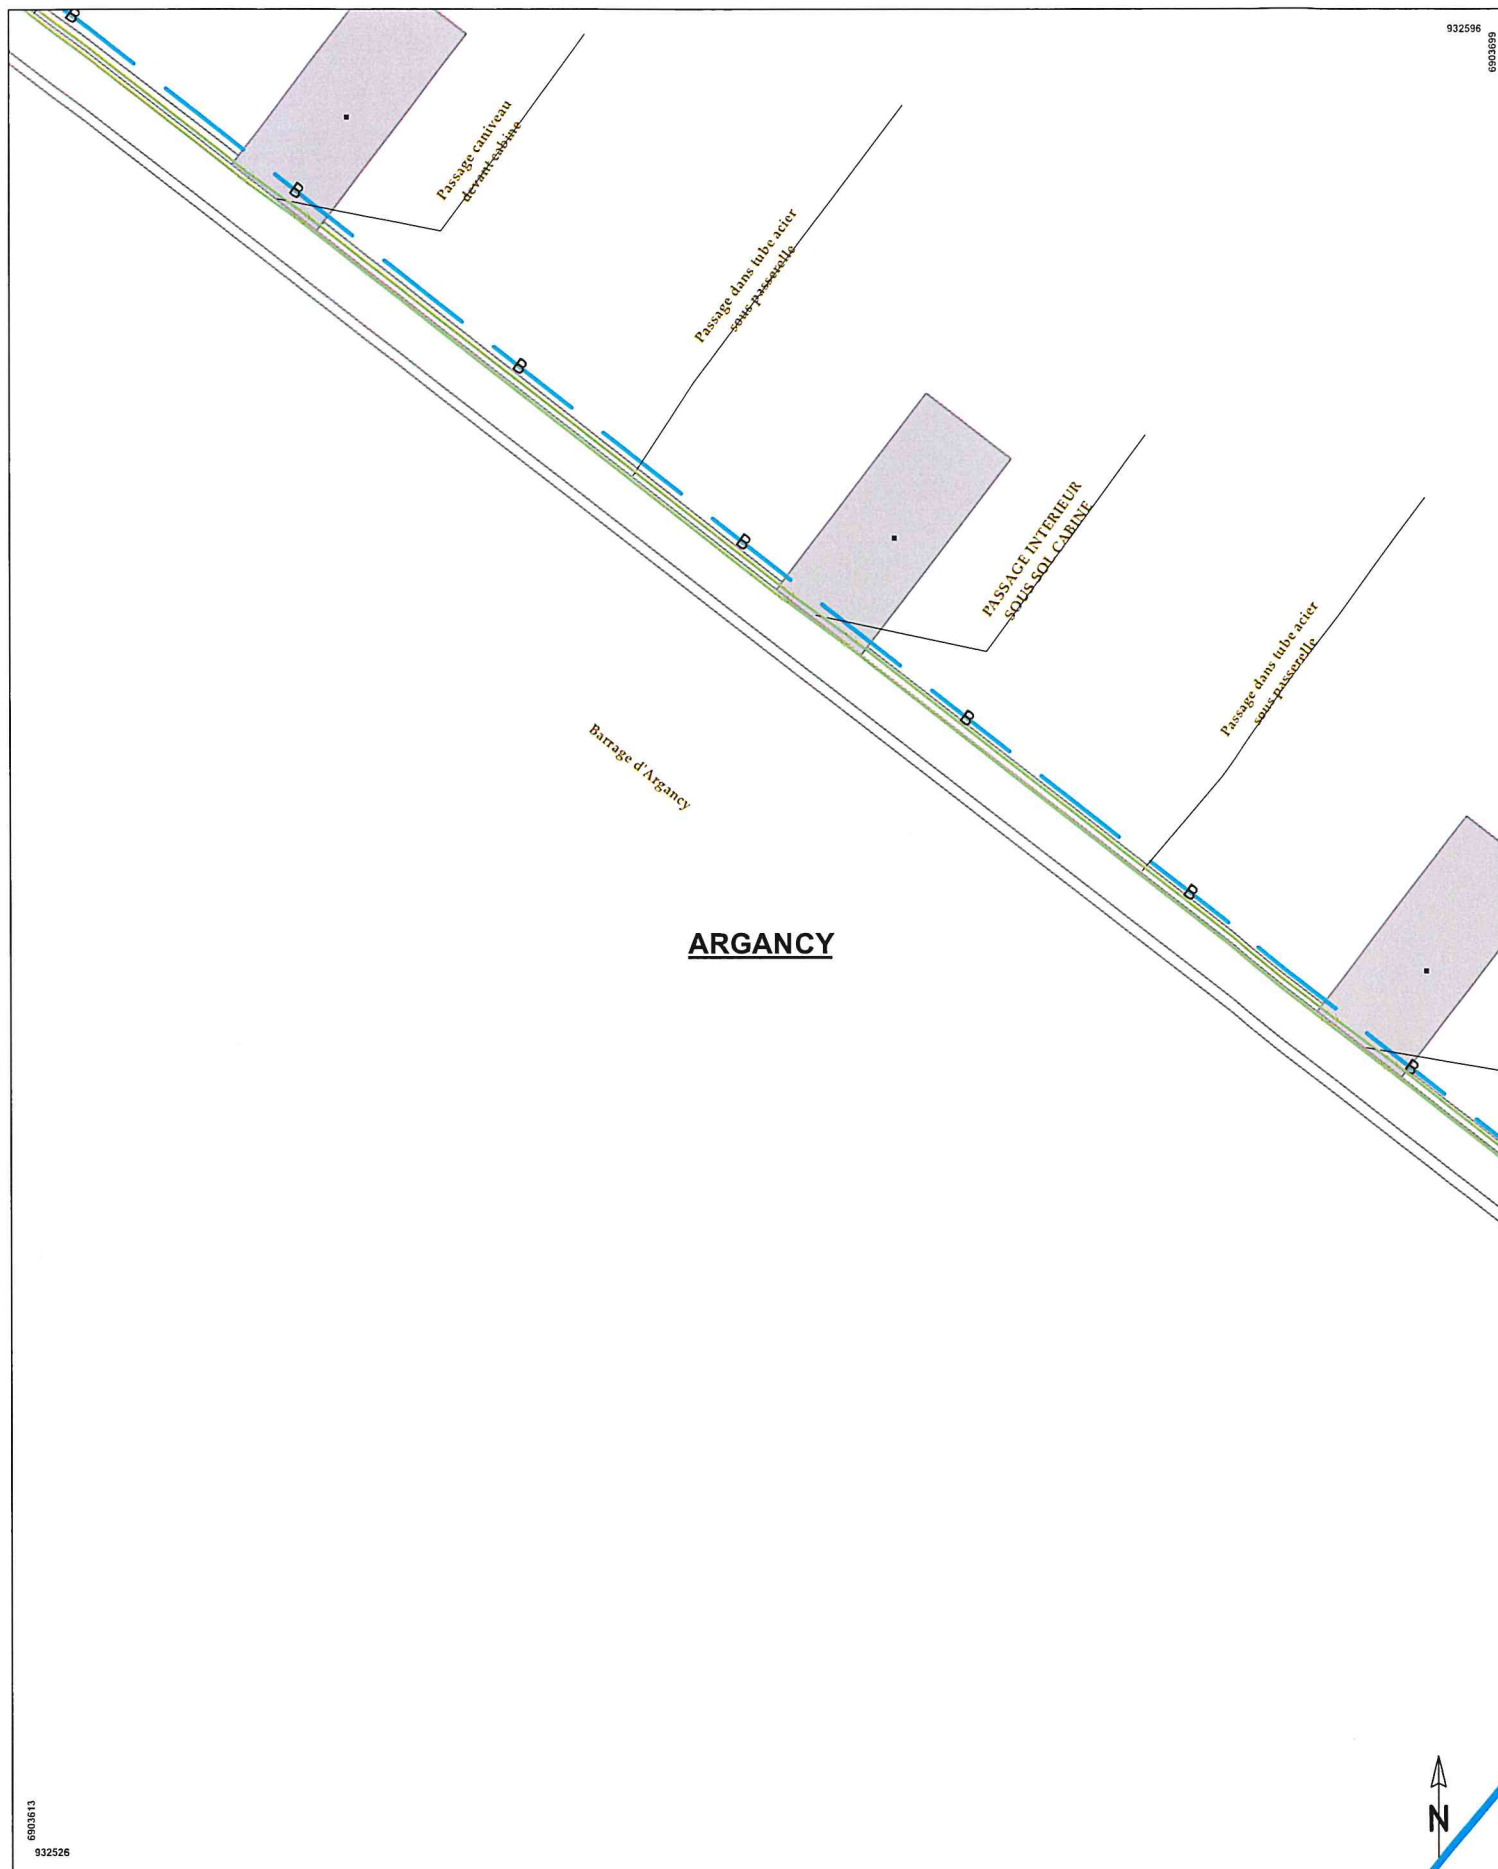 932596
6903699
B
Passage caniveau
devant cabine
B
Passage dans tube acier
sous passerelle
B
PASSAGE INTERIEUR
SOUS SOL CABINE
B
Passage dans tube acier
sous passerelle
B
Barrage d'Argancy
B
ARGANCY
B
N
6903613
932526